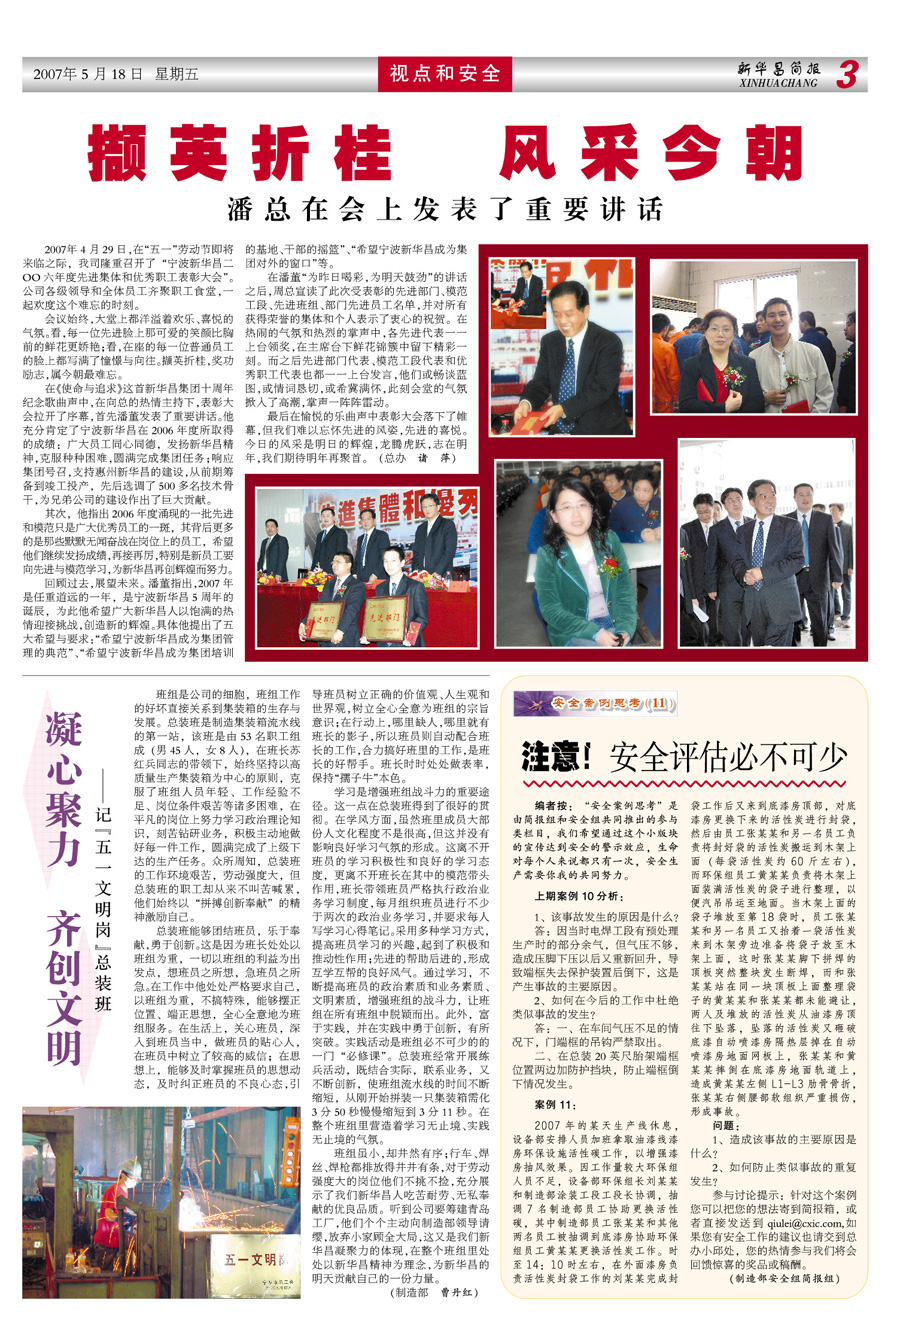 2007年5月18日 星期五
视点和安全
新华昌简报
XINHUACHANG
3
撷英折桂 风采今朝
潘总在会上发表了重要讲话
2007年4月29日,在“五一”劳动节即将
来临之际，我司隆重召开了“宁波新华昌二
OO六年度先进集体和优秀职工表彰大会”。
公司各级领导和全体员工齐聚职工食堂,一
起欢度这个难忘的时刻。
会议始终,大堂上都洋溢着欢乐、喜悦的
气氛。看,每一位先进脸上那可爱的笑颜比胸
前的鲜花更娇艳;看,在座的每一位普通员工
的脸上都写满了憧憬与向往。撷英折桂,奖功
励志,属今朝最难忘。
在《使命与追求》这首新华昌集团十周年
纪念歌曲声中,在向总的热情主持下,表彰大
会拉开了序幕,首先潘董发表了重要讲话。他
充分肯定了宁波新华昌在2006年度所取得
的成绩：广大员工同心同德，发扬新华昌精
神,克服种种困难,圆满完成集团任务;响应
集团号召,支持惠州新华昌的建设,从前期筹
备到竣工投产，先后选调了500多名技术骨
干,为兄弟公司的建设作出了巨大贡献。
其次，他指出2006年度涌现的一批先进
和模范只是广大优秀员工的一斑，其背后更多
的是那些默默无闻奋战在岗位上的员工，希望
他们继续发扬成绩,再接再厉,特别是新员工要
向先进与模范学习,为新华昌再创辉煌而努力。
回顾过去,展望未来。潘董指出,2007年
是任重道远的一年，是宁波新华昌5周年的
诞辰，为此他希望广大新华昌人以饱满的热
情迎接挑战,创造新的辉煌。具体他提出了五
大希望与要求;“希望宁波新华昌成为集团管
理的典范”、“希望宁波新华昌成为集团培训
的基地、干部的摇篮”、“希望宁波新华昌成为集
团对外的窗口”等。
在潘董“为昨日喝彩,为明天鼓劲”的讲话
之后,周总宣读了此次受表彰的先进部门、模范
工段、先进班组、部门先进员工名单,并对所有
获得荣誉的集体和个人表示了衷心的祝贺。在
热闹的气氛和热烈的掌声中,各先进代表一一
上台领奖,在主席台下鲜花锦簇中留下精彩一
刻。而之后先进部门代表、模范工段代表和优
秀职工代表也都一一上台发言,他们或畅谈蓝
图,或情词恳切,或希冀满怀,此刻会堂的气氛
掀入了高潮,掌声一阵阵雷动。
最后在愉悦的乐曲声中表彰大会落下了帷
幕,但我们难以忘怀先进的风姿,先进的喜悦。
今日的风采是明日的辉煌,龙腾虎跃,志在明
年,我们期待明年再聚首。（总办 诸 萍）
進集體和優秀
先进部门
先进部门
凝心聚力 齐创文明
——记『五一文明岗』总装班
班组是公司的细胞，班组工作
的好坏直接关系到集装箱的生存与
发展。总装班是制造集装箱流水线
的第一站，该班是由53名职工组
成（男45人，女8人），在班长苏
红兵同志的带领下，始终坚持以高
质量生产集装箱为中心的原则，克
服了班组人员年轻、工作经验不
足、岗位条件艰苦等诸多困难，在
平凡的岗位上努力学习政治理论知
识，刻苦钻研业务，积极主动地做
好每一件工作，圆满完成了上级下
达的生产任务。众所周知，总装班
的工作环境艰苦，劳动强度大，但
总装班的职工却从来不叫苦喊累，
他们始终以“拼搏创新奉献”的精
神激励自己。
总装班能够团结班员，乐于奉
献,勇于创新。这是因为班长处处以
班组为重，一切以班组的利益为出
发点，想班员之所想，急班员之所
急。在工作中他处处严格要求自己，
以班组为重，不搞特殊，能够摆正
位置、端正思想，全心全意地为班
组服务。在生活上，关心班员，深
入到班员当中，做班员的贴心人，
在班员中树立了较高的威信；在思
想上，能够及时掌握班员的思想动
态，及时纠正班员的不良心态,引
导班员树立正确的价值观、人生观和
世界观,树立全心全意为班组的宗旨
意识;在行动上,哪里缺人,哪里就有
班长的影子,所以班员则自动配合班
长的工作,合力搞好班里的工作,是班
长的好帮手。班长时时处处做表率,
保持“孺子牛”本色。
学习是增强班组战斗力的重要途
径。这一点在总装班得到了很好的贯
彻。在学风方面,虽然班里成员大部
份人文化程度不是很高,但这并没有
影响良好学习气氛的形成。这离不开
班员的学习积极性和良好的学习态
度，更离不开班长在其中的模范带头
作用,班长带领班员严格执行政治业
务学习制度,每月组织班员进行不少
于两次的政治业务学习,并要求每人
写学习心得笔记。采用多种学习方式,
提高班员学习的兴趣,起到了积极和
推动性作用;先进的帮助后进的,形成
互学互帮的良好风气。通过学习，不
断提高班员的政治素质和业务素质、
文明素质，增强班组的战斗力，让班
组在所有班组中脱颖而出。此外，富
于实践，并在实践中勇于创新，有所
突破。实践活动是班组必不可少的的
一门“必修课”。总装班经常开展练
兵活动，既结合实际，联系业务，又
不断创新，使班组流水线的时间不断
缩短，从刚开始拼装一只集装箱需化
3分50秒慢慢缩短到3分11秒。在
整个班组里营造着学习无止境、实践
无止境的气氛。
班组虽小,却井然有序;行车、焊
丝、焊枪都排放得井井有条,对于劳动
强度大的岗位他们不挑不捡,充分展
示了我们新华昌人吃苦耐劳、无私奉
献的优良品质。听到公司要筹建青岛
工厂,他们个个主动向制造部领导请
缨,放弃小家顾全大局,这又是我们新
华昌凝聚力的体现,在整个班组里处
处以新华昌精神为理念,为新华昌的
明天贡献自己的一份力量。
（制造部 曹丹红）
五一文明岗
安全案例思考(11)
注意！安全评估必不可少
编者按：“安全案例思考”是
由简报组和安全组共同推出的参与
类栏目，我们希望通过这个小版块
的宣传达到安全的警示效应，生命
对每个人来说都只有一次，安全生
产需要你我的共同努力。
上期案例10分析：
1、该事故发生的原因是什么？
答：因当时电焊工段有预处理
生产时的部分余气，但气压不够，
造成压脚下压以后又重新回升，导
致端框失去保护装置后倒下，这是
产生事故的主要原因。
2、如何在今后的工作中杜绝
类似事故的发生？
答：一、在车间气压不足的情
况下，门端框的吊钩严禁取出。
二、在总装20英尺胎架端框
位置两边加防护挡块，防止端框倒
下情况发生。
案例11：
2007年的某天生产线休息，
设备部安排人员加班拿取油漆线漆
房环保设施活性碳工作，以增强漆
房抽风效果。因工作量较大环保组
人员不足，设备部环保组长刘某某
和制造部涂装工段工段长协调，抽
调7名制造部员工协助更换活性
碳，其中制造部员工张某某和其他
两名员工被抽调到底漆房协助环保
组员工黄某某更换活性炭工作。时
至14；10时左右，在外面漆房负
责活性炭封袋工作的刘某某完成封
袋工作后又来到底漆房顶部，对底
漆房更换下来的活性炭进行封袋，
然后由员工张某某和另一名员工负
责将封好袋的活性炭搬运到木架上
面（每袋活性炭约60斤左右），
而环保组员工黄某某负责将木架上
面装满活性炭的袋子进行整理，以
便汽吊吊运至地面。当木架上面的
袋子堆放至第18袋时，员工张某
某和另一名员工又抬着一袋活性炭
来到木架旁边准备将袋子放至木
架上面，这时张某某脚下拼焊的
顶板突然整块发生断焊，而和张
某某站在同一块顶板上面整理袋
子的黄某某和张某某都未能避让，
两人及堆放的活性炭从油漆房顶
往下坠落，坠落的活性炭又砸破
底漆自动喷漆房隔热层掉在自动
喷漆房地面网板上，张某某和黄
某某摔倒在底漆房地面轨道上，
造成黄某某左侧L1-L3肋骨骨折，
张某某右侧腰部软组织严重损伤，
形成事故。
问题：
1、造成该事故的主要原因是
什么？
2、如何防止类似事故的重复
发生？
参与讨论提示：针对这个案例
您可以把您的想法寄到简报箱，或
者直接发送到 qiulei@cxic.com,如
果您有安全工作的建议也请交到总
办小邱处，您的热情参与我们将会
回馈惊喜的奖品或稿酬。
（制造部安全组简报组）